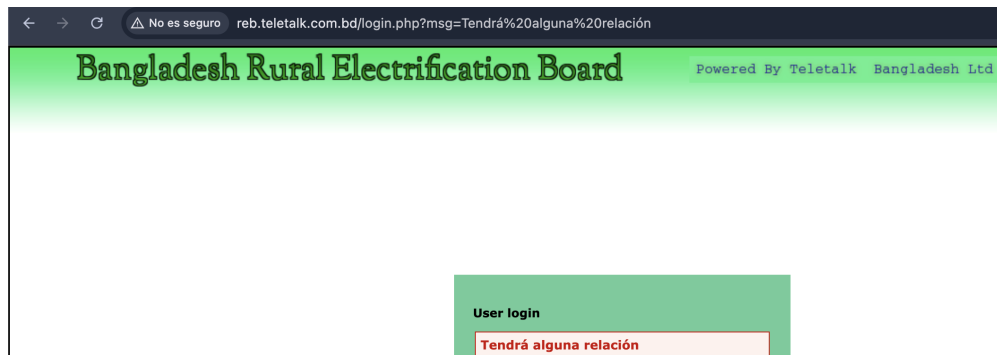 No es seguro reb.teletalk.com.bd/login.php?msg=Tendrá%20alguna%20relación
Bangladesh Rural Electrification Board Powered By Teletalk Bangladesh Ltd
User login
Tendrá alguna relación